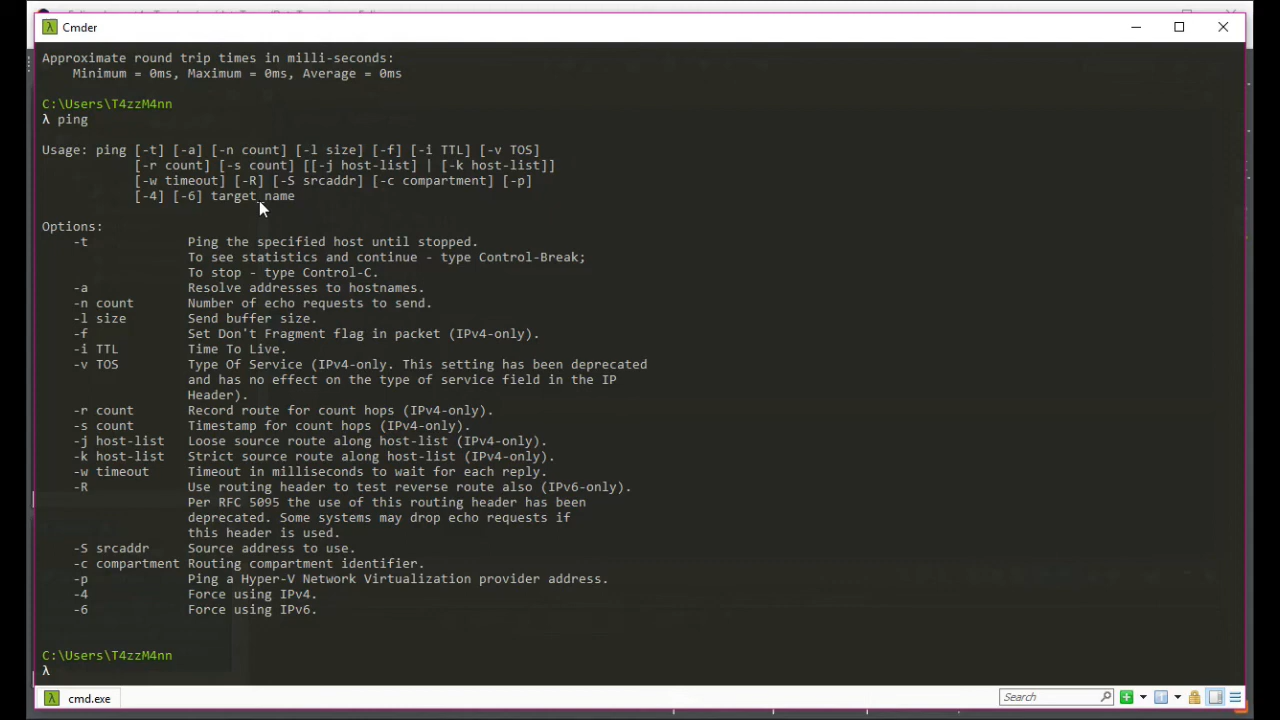 Cmder
Approximate round trip times in milli-seconds:
    Minimum = 0ms, Maximum = 0ms, Average = 0ms
C:\Users\T4zzM4nn
λ ping
Usage: ping [-t] [-a] [-n count] [-l size] [-f] [-i TTL] [-v TOS]
            [-r count] [-s count] [[-j host-list] | [-k host-list]]
            [-w timeout] [-R] [-S srcaddr] [-c compartment] [-p]
            [-4] [-6] target_name
Options:
    -t             Ping the specified host until stopped.
                   To see statistics and continue - type Control-Break;
                   To stop - type Control-C.
    -a             Resolve addresses to hostnames.
    -n count       Number of echo requests to send.
    -l size        Send buffer size.
    -f             Set Don't Fragment flag in packet (IPv4-only).
    -i TTL         Time To Live.
    -v TOS         Type Of Service (IPv4-only. This setting has been deprecated
                   and has no effect on the type of service field in the IP
                   Header).
    -r count       Record route for count hops (IPv4-only).
    -s count       Timestamp for count hops (IPv4-only).
    -j host-list   Loose source route along host-list (IPv4-only).
    -k host-list   Strict source route along host-list (IPv4-only).
    -w timeout     Timeout in milliseconds to wait for each reply.
    -R             Use routing header to test reverse route also (IPv6-only).
                   Per RFC 5095 the use of this routing header has been
                   deprecated. Some systems may drop echo requests if
                   this header is used.
    -S srcaddr     Source address to use.
    -c compartment Routing compartment identifier.
    -p             Ping a Hyper-V Network Virtualization provider address.
    -4             Force using IPv4.
    -6             Force using IPv6.
C:\Users\T4zzM4nn
λ
λ cmd.exe
Search